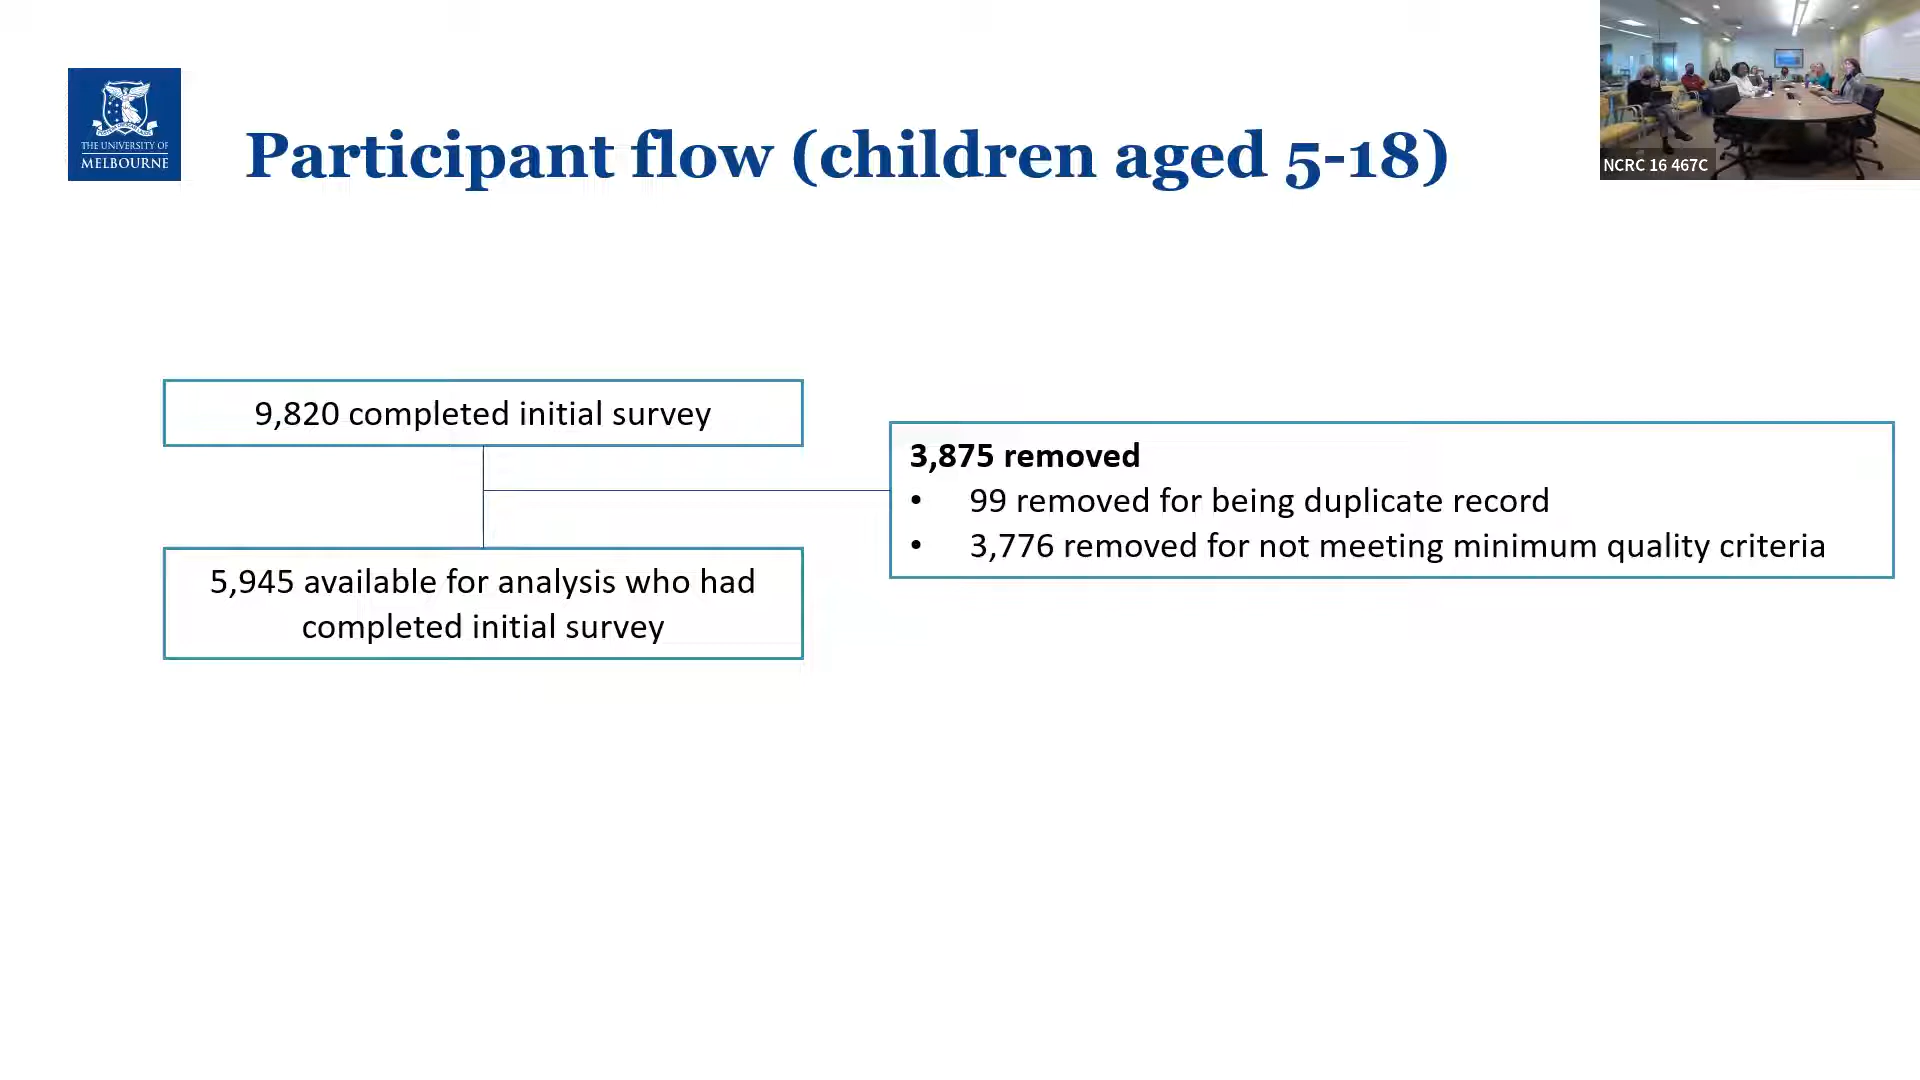 THE UNIVERSITY OF
MELBOURNE
Participant flow (children aged 5-18)
NCRC 16 467C
9,820 completed initial survey
3,875 removed
• 99 removed for being duplicate record
• 3,776 removed for not meeting minimum quality criteria
5,945 available for analysis who had
completed initial survey